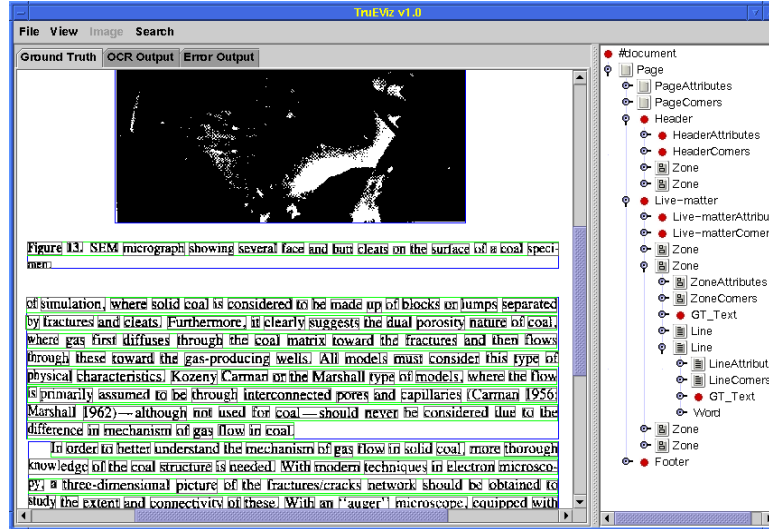 TruEViz v1.0
File View Image Search
Ground Truth OCR Output Error Output
Figure 13. SEM micrograph showing several face and butt cleats on the surface of a coal speci-
men.
of simulation, where solid coal is considered to be made up of blocks or lumps separated
by fractures and cleats. Furthermore, it clearly suggests the dual porosity nature of coal,
where gas first diffuses through the coal matrix toward the fractures and then flows
through these toward the gas-producing wells. All models must consider this type of
physical characteristics. Kozeny Carman or the Marshall type of models, where the flow
is primarily assumed to be through interconnected pores and capillaries (Carman 1956;
Marshall 1962)—although not used for coal—should never be considered due to the
difference in mechanism of gas flow in coal.
In order to better understand the mechanism of gas flow in solid coal, more thorough
knowledge of the coal structure is needed. With modern techniques in electron microsco-
py, a three-dimensional picture of the fractures/cracks network should be obtained to
study the extent and connectivity of these. With an "auger" microscope, equipped with
#document
Page
PageAttributes
PageCorners
Header
HeaderAttributes
HeaderCorners
Zone
Zone
Live-matter
Live-matterAttribu
Live-matterCorner
Zone
Zone
ZoneAttributes
ZoneCorners
GT_Text
Line
Line
LineAttribut
LineCorners
GT_Text
Word
Zone
Zone
Footer